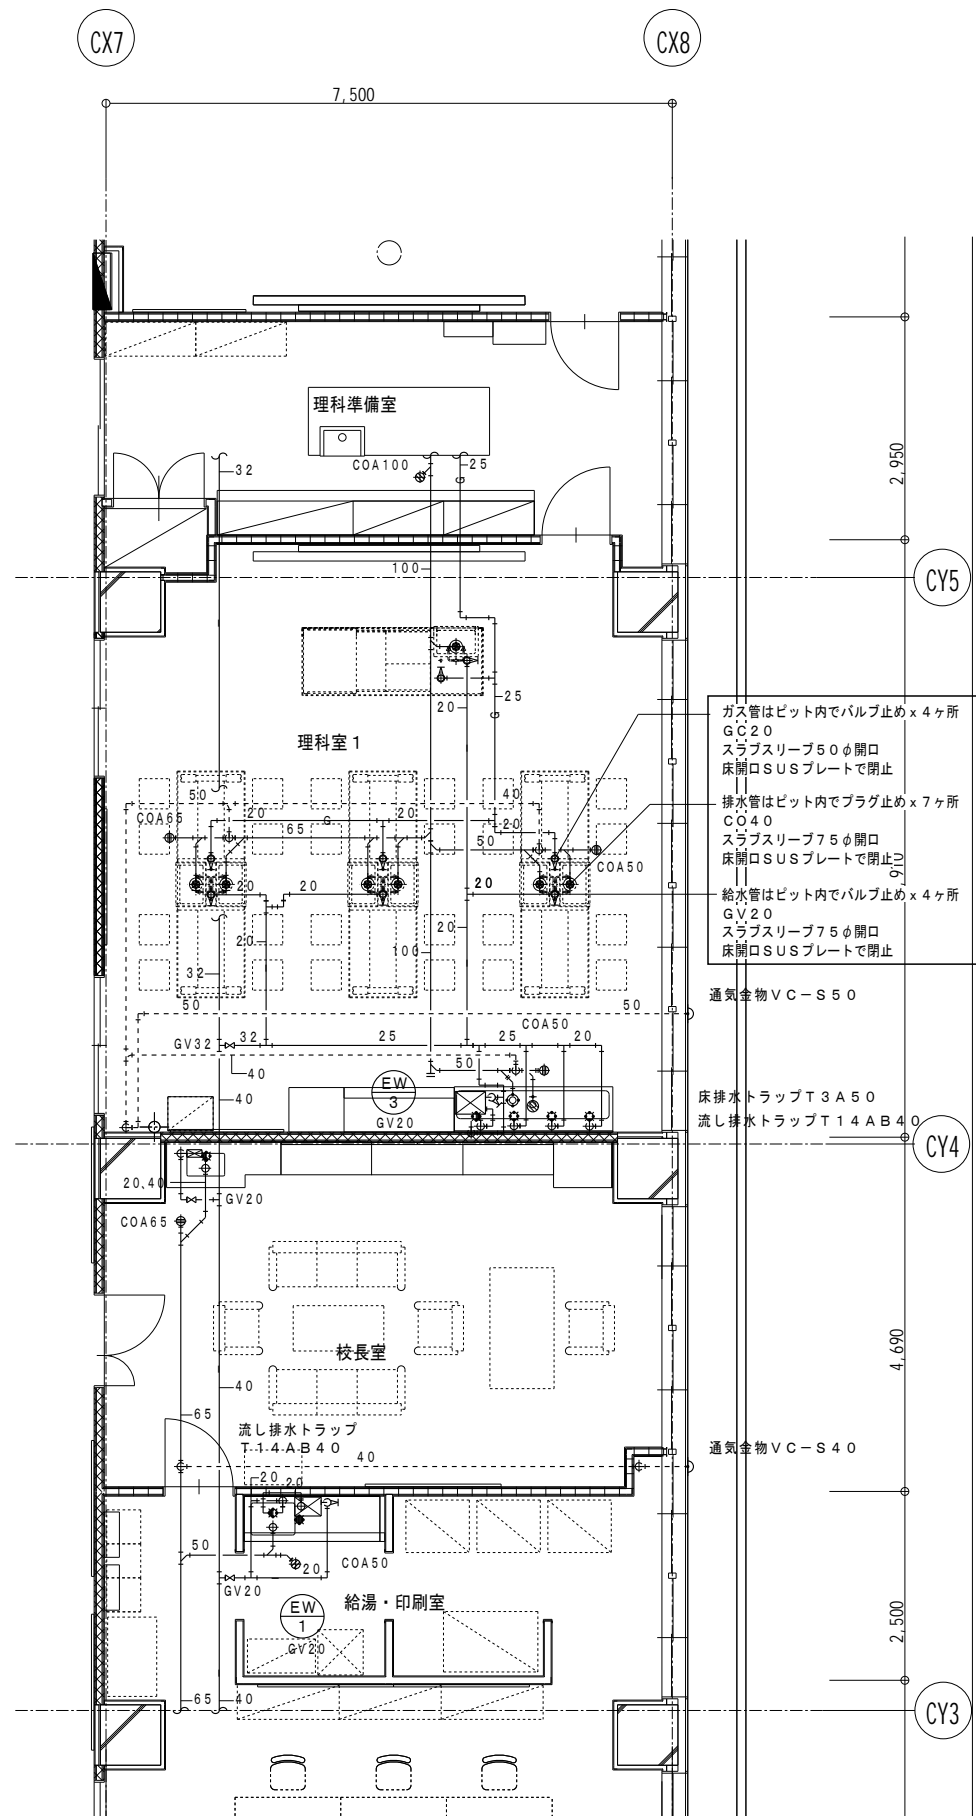 CX7
CX8
7,500
理科準備室
COA100
25
32
G
2,950
100
CY5
25
20
G
理科室1
ガス管はピット内でバルブ止めx4ヶ所
GC20
スラブスリーブ50φ開口
床開口SUSプレートで閉止
排水管はピット内でプラグ止めx7ヶ所
CO40
スラブスリーブ75φ開口
床開口SUSプレートで閉止
給水管はピット内でバルブ止めx4ヶ所
GV20
スラブスリーブ75φ開口
床開口SUSプレートで閉止
50
40
COA65
20
G
20
20
65
50
COA50
20
20
20
20
20
100
32
50
50
通気金物VC-S50
COA50
GV32
32
25
25
20
40
50
EW
3
40
GV20
床排水トラップT3A50
流し排水トラップT14AB40
CY4
20,40
GV20
COA65
校長室
4,690
40
65
流し排水トラップ
T14AB40
40
通気金物VC-S40
20
20
50
20
COA50
GV20
給湯・印刷室
EW
1
GV20
2,500
65
40
CY3